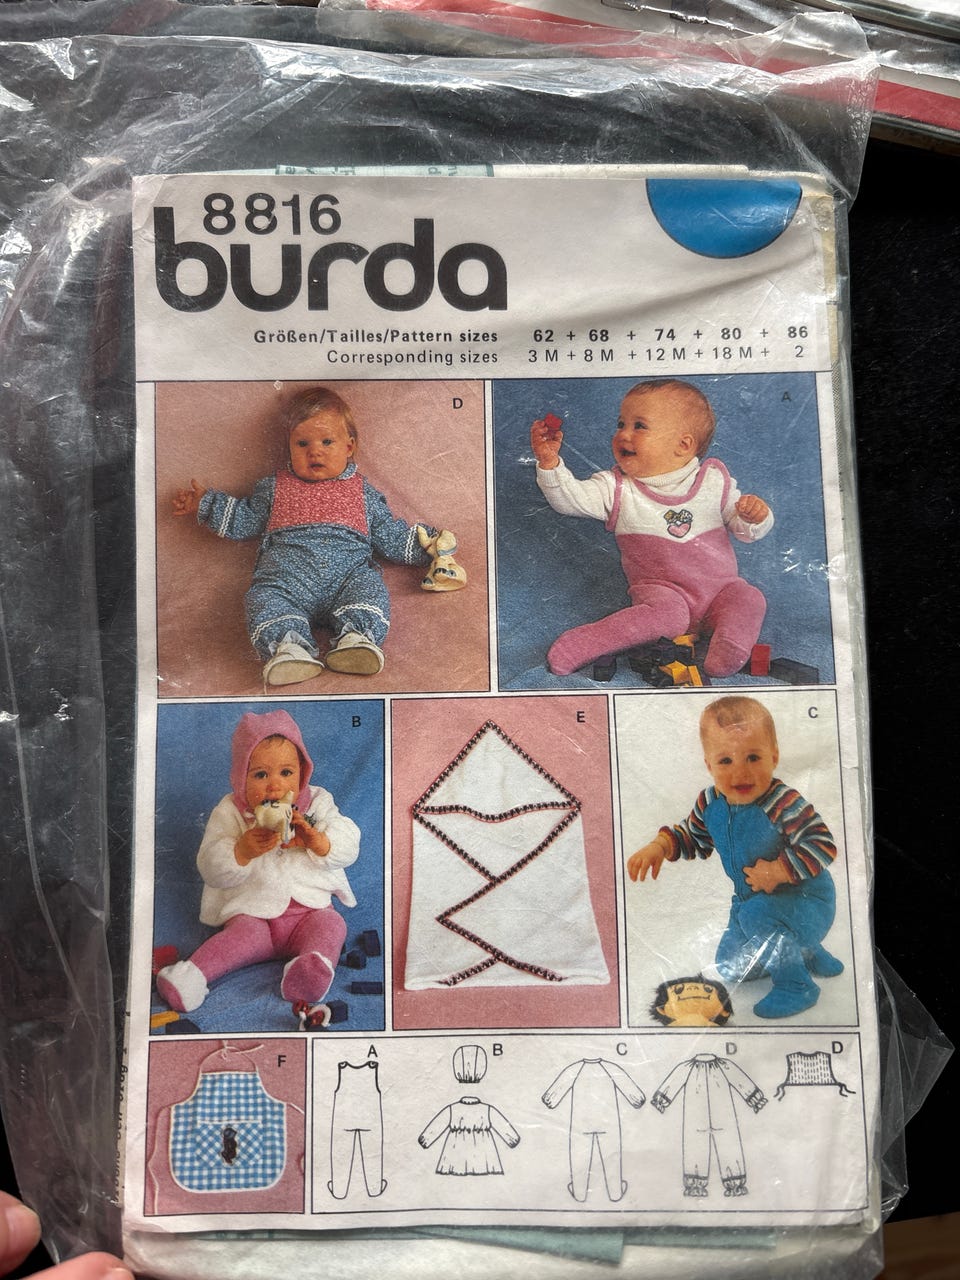 8816
burda
Größen/Tailles/Pattern sizes 62 + 68 + 74 + 80 + 86
Corresponding sizes 3 M + 8 M + 12 M + 18 M + 2
D
A
B
E
C
F
A
B
C
D
D